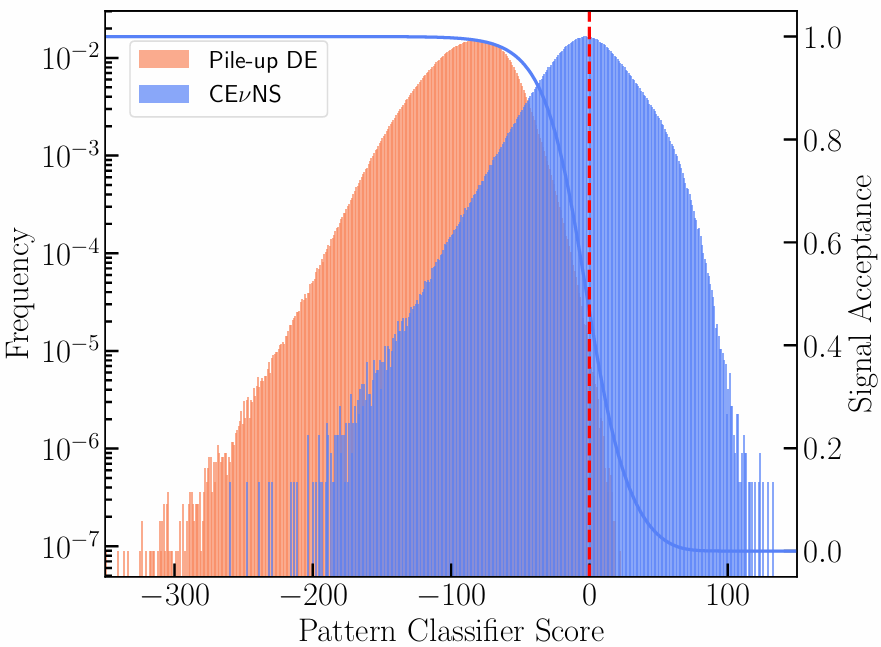 Pile-up DE
CEνNS
Frequency
10⁻²
10⁻³
10⁻⁴
10⁻⁵
10⁻⁶
10⁻⁷
1.0
0.8
0.6
0.4
0.2
0.0
Signal Acceptance
−300 −200 −100 0 100
Pattern Classifier Score